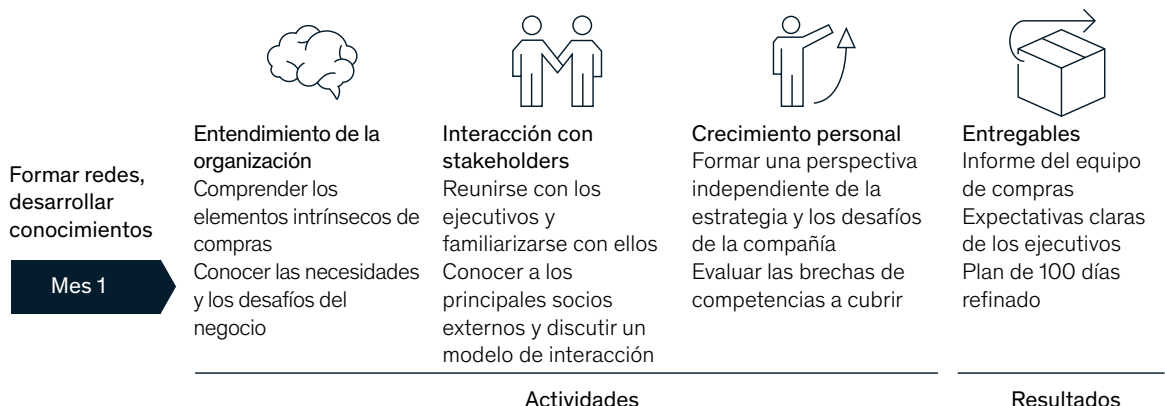 Formar redes,
desarrollar
conocimientos
Mes 1
Entendimiento de la
organización
Comprender los
elementos intrínsecos de
compras
Conocer las necesidades
y los desafíos del
negocio
Interacción con
stakeholders
Reunirse con los
ejecutivos y
familiarizarse con ellos
Conocer a los
principales socios
externos y discutir un
modelo de interacción
Crecimiento personal
Formar una perspectiva
independiente de la
estrategia y los desafíos
de la compañía
Evaluar las brechas de
competencias a cubrir
Entregables
Informe del equipo
de compras
Expectativas claras
de los ejecutivos
Plan de 100 días
refinado
Actividades
Resultados